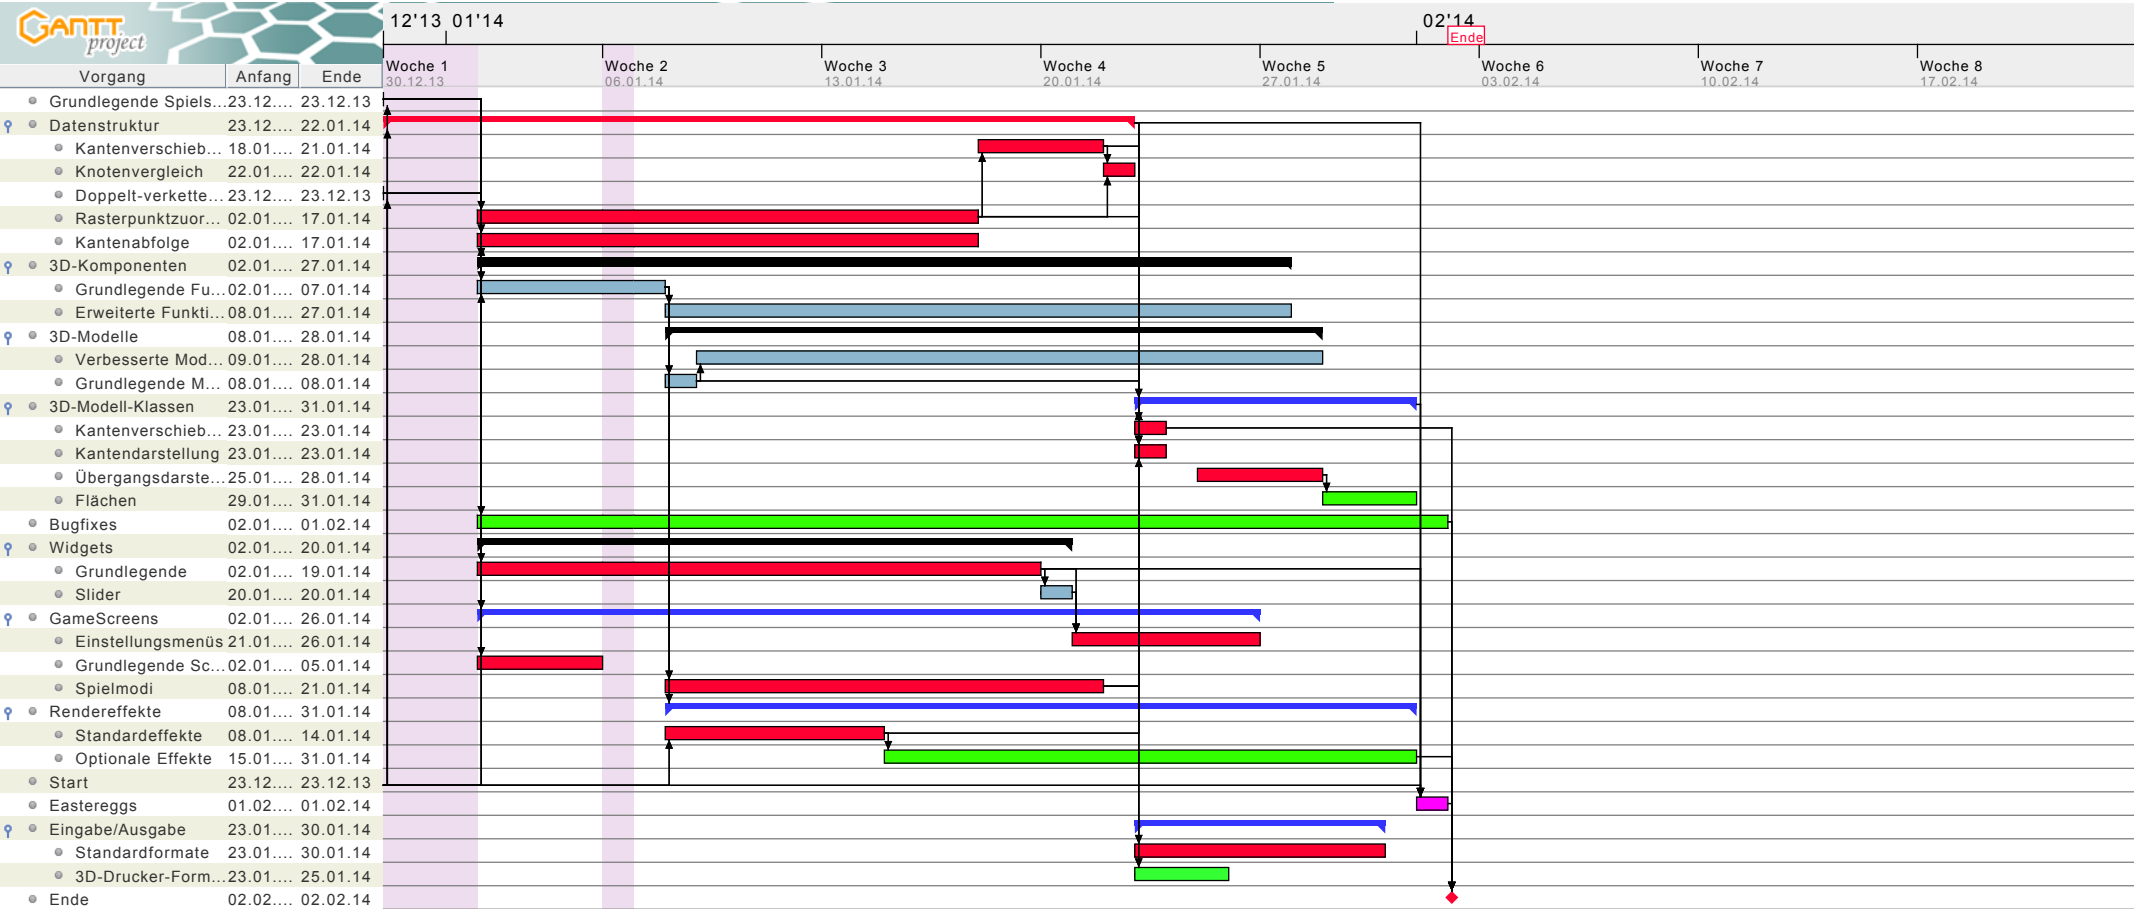 GANTT
project
12'13 01'14 02'14
Ende
Woche 1 Woche 2 Woche 3 Woche 4 Woche 5 Woche 6 Woche 7 Woche 8
30.12.13 06.01.14 13.01.14 20.01.14 27.01.14 03.02.14 10.02.14 17.02.14
Vorgang Anfang Ende
Grundlegende Spiels... 23.12.... 23.12.13
Datenstruktur 23.12.... 22.01.14
Kantenverschieb... 18.01.... 21.01.14
Knotenvergleich 22.01.... 22.01.14
Doppelt-verkette... 23.12.... 23.12.13
Rasterpunktzuor... 02.01.... 17.01.14
Kantenabfolge 02.01.... 17.01.14
3D-Komponenten 02.01.... 27.01.14
Grundlegende Fu... 02.01.... 07.01.14
Erweiterte Funkti... 08.01.... 27.01.14
3D-Modelle 08.01.... 28.01.14
Verbesserte Mod... 09.01.... 28.01.14
Grundlegende M... 08.01.... 08.01.14
3D-Modell-Klassen 23.01.... 31.01.14
Kantenverschieb... 23.01.... 23.01.14
Kantendarstellung 23.01.... 23.01.14
Übergangsdarste... 25.01.... 28.01.14
Flächen 29.01.... 31.01.14
Bugfixes 02.01.... 01.02.14
Widgets 02.01.... 20.01.14
Grundlegende 02.01.... 19.01.14
Slider 20.01.... 20.01.14
GameScreens 02.01.... 26.01.14
Einstellungsmenüs 21.01.... 26.01.14
Grundlegende Sc... 02.01.... 05.01.14
Spielmodi 08.01.... 21.01.14
Rendereffekte 08.01.... 31.01.14
Standardeffekte 08.01.... 14.01.14
Optionale Effekte 15.01.... 31.01.14
Start 23.12.... 23.12.13
Eastereggs 01.02.... 01.02.14
Eingabe/Ausgabe 23.01.... 30.01.14
Standardformate 23.01.... 30.01.14
3D-Drucker-Form... 23.01.... 25.01.14
Ende 02.02.... 02.02.14